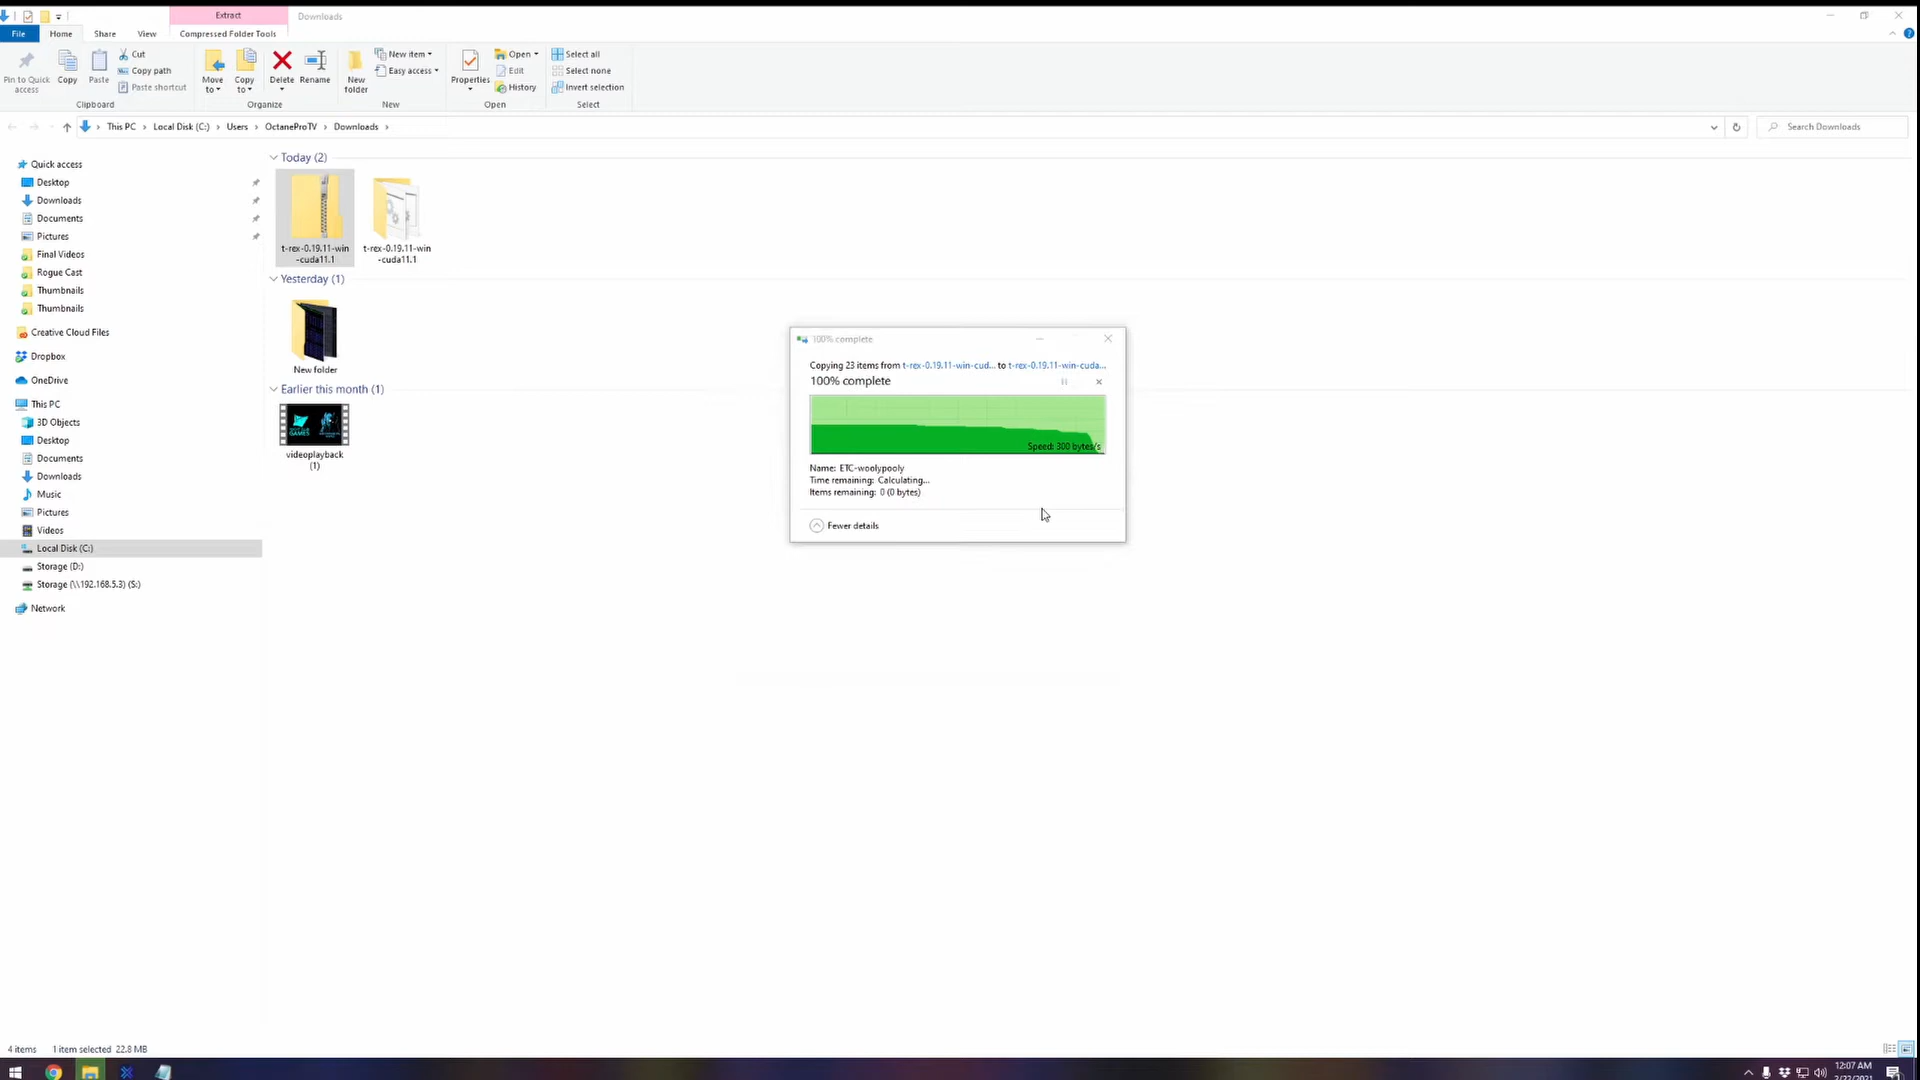 Extract
Downloads
File
Home
Share
View
Compressed Folder Tools
Pin to Quick
access
Copy
Paste
Cut
Copy path
Paste shortcut
Clipboard
Move
to
Copy
to
Delete
Rename
Organize
New
folder
New item
Easy access
New
Properties
Open
Edit
History
Open
Select all
Select none
Invert selection
Select
This PC > Local Disk (C:) > Users > OctaneProTV > Downloads >
Search Downloads
Quick access
Desktop
Downloads
Documents
Pictures
Final Videos
Rogue Cast
Thumbnails
Thumbnails
Creative Cloud Files
Dropbox
OneDrive
This PC
3D Objects
Desktop
Documents
Downloads
Music
Pictures
Videos
Local Disk (C:)
Storage (D:)
Storage (\\192.168.5.3) (S:)
Network
Today (2)
t-rex-0.19.11-win
-cuda11.1
t-rex-0.19.11-win
-cuda11.1
Yesterday (1)
New folder
Earlier this month (1)
GAMES
videoplayback
(1)
100% complete
Copying 23 items from t-rex-0.19.11-win-cud... to t-rex-0.19.11-win-cuda...
100% complete
Speed: 300 bytes/s
Name: ETC-woolypooly
Time remaining: Calculating...
Items remaining: 0 (0 bytes)
Fewer details
4 items
1 item selected 22.8 MB
12:07 AM